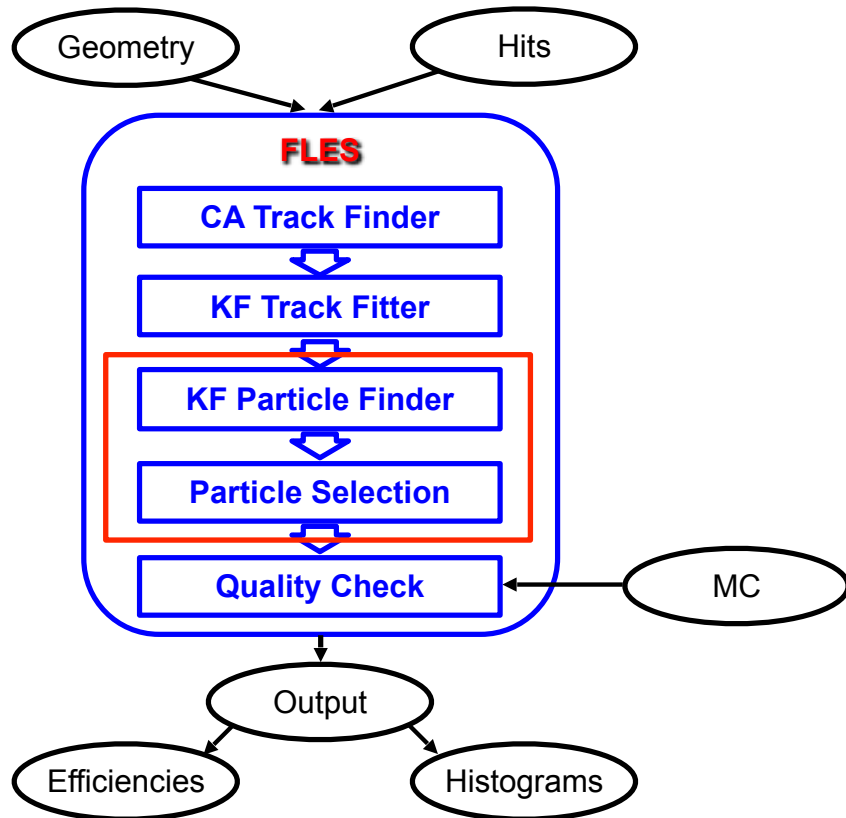 Geometry
Hits
FLES
CA Track Finder
KF Track Fitter
KF Particle Finder
Particle Selection
Quality Check
MC
Output
Efficiencies
Histograms